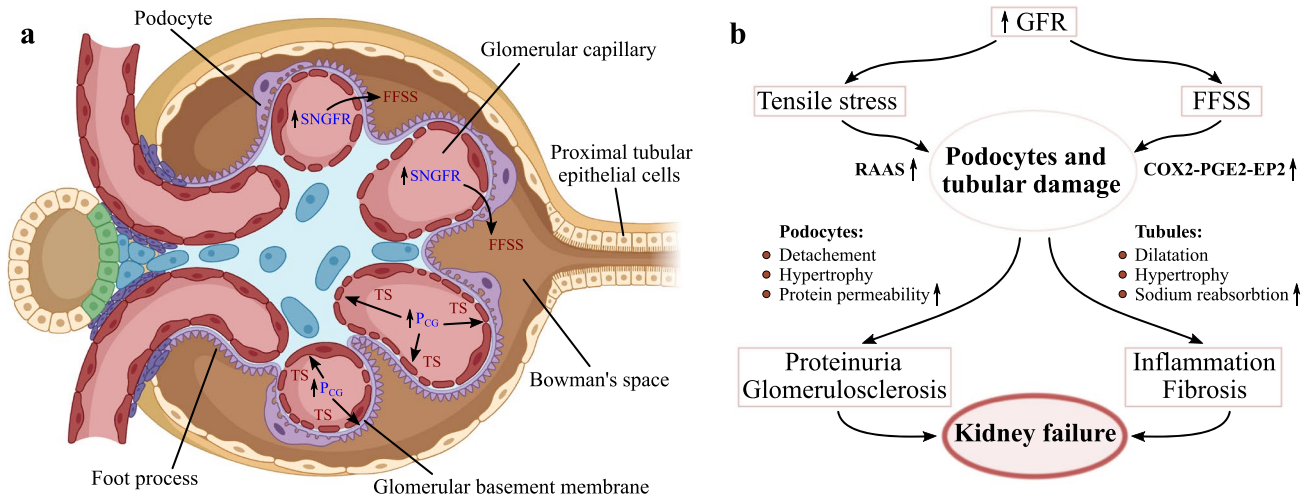 a
Podocyte
Glomerular capillary
FFSS
↑ SNGFR
Proximal tubular
epithelial cells
↑ SNGFR
FFSS
TS
TS
↑ PCG
TS
TS
↑ PCG
TS
Bowman's space
Foot process
Glomerular basement membrane
b
↑ GFR
Tensile stress
FFSS
RAAS ↑
Podocytes and
tubular damage
COX2-PGE2-EP2 ↑
Podocytes:
• Detachement
• Hypertrophy
• Protein permeability ↑
Tubules:
• Dilatation
• Hypertrophy
• Sodium reabsorbtion ↑
Proteinuria
Glomerulosclerosis
Inflammation
Fibrosis
Kidney failure